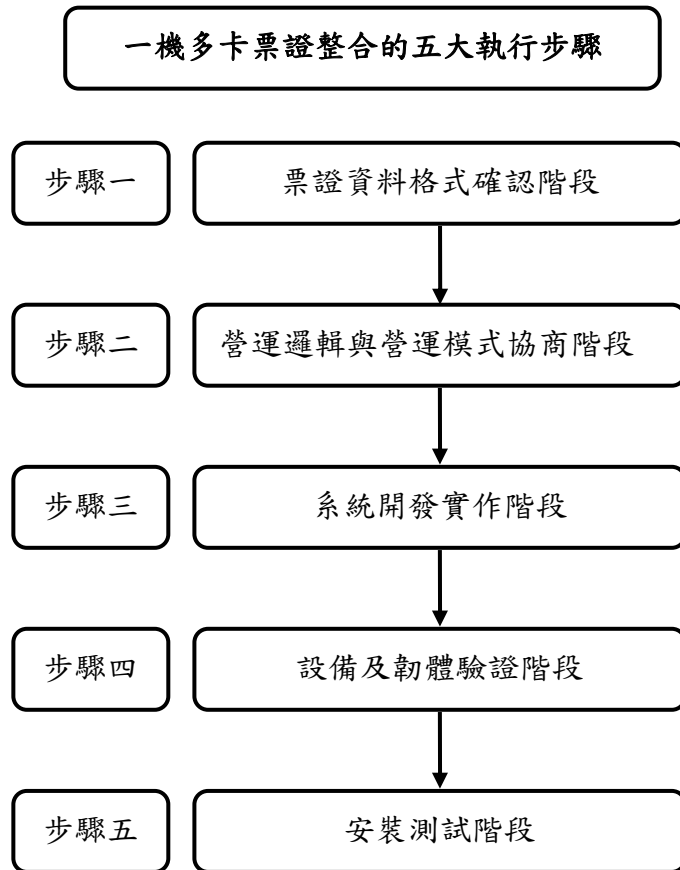 一機多卡票證整合的五大執行步驟
步驟一
票證資料格式確認階段
步驟二
營運邏輯與營運模式協商階段
步驟三
系統開發實作階段
步驟四
設備及韌體驗證階段
步驟五
安裝測試階段